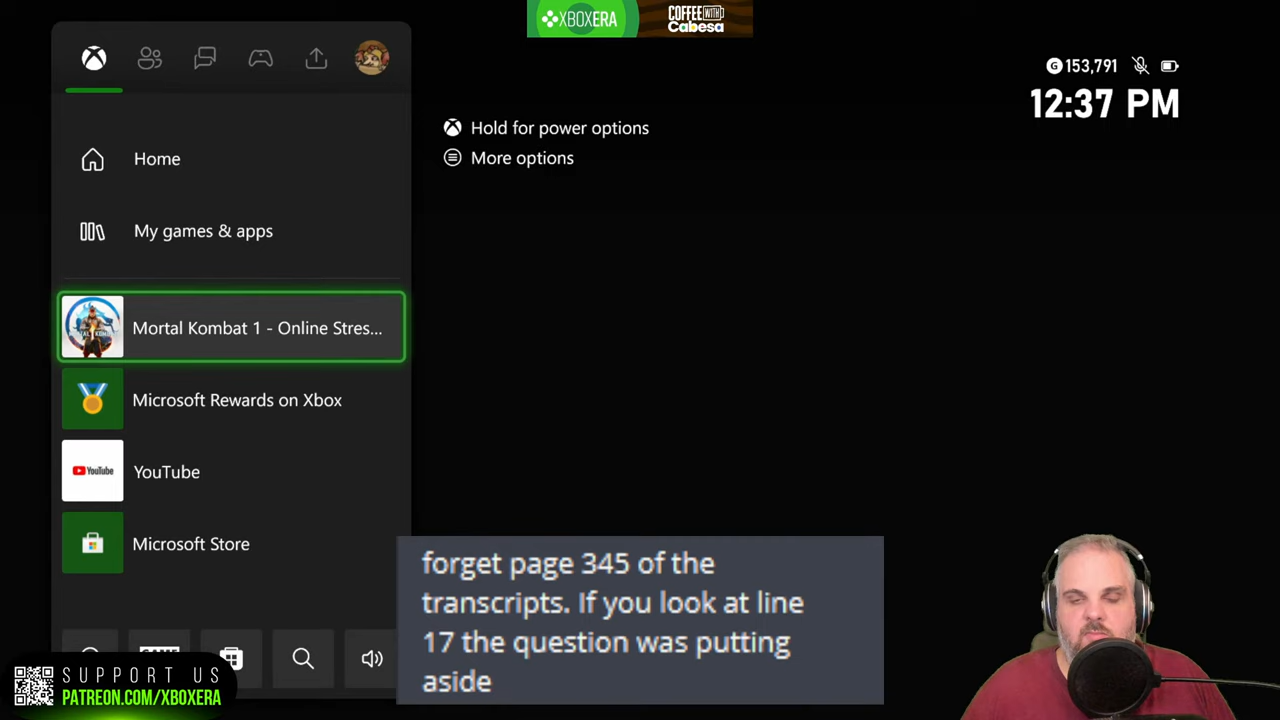 XBOXERA
COFFEE WITH
Cabesa
G 153,791
12:37 PM
Hold for power options
More options
Home
My games & apps
Mortal Kombat 1 - Online Stres...
Microsoft Rewards on Xbox
YouTube
YouTube
Microsoft Store
forget page 345 of the
transcripts. If you look at line
17 the question was putting
aside
SUPPORT US
PATREON.COM/XBOXERA